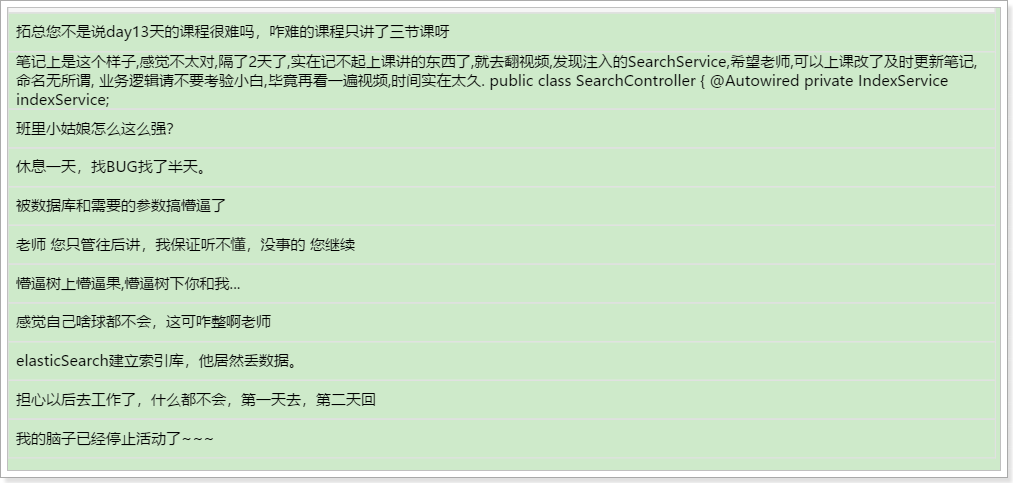 拓总您不是说day13天的课程很难吗，咋难的课程只讲了三节课呀
笔记上是这个样子,感觉不太对,隔了2天了,实在记不起上课讲的东西了,就去翻视频,发现注入的SearchService,希望老师,可以上课改了及时更新笔记,
命名无所谓, 业务逻辑请不要考验小白,毕竟再看一遍视频,时间实在太久. public class SearchController { @Autowired private IndexService
indexService;
班里小姑娘怎么这么强?
休息一天，找BUG找了半天。
被数据库和需要的参数搞懵逼了
老师 您只管往后讲，我保证听不懂，没事的 您继续
懵逼树上懵逼果,懵逼树下你和我...
感觉自己啥球都不会，这可咋整啊老师
elasticSearch建立索引库，他居然丢数据。
担心以后去工作了，什么都不会，第一天去，第二天回
我的脑子已经停止活动了~~~